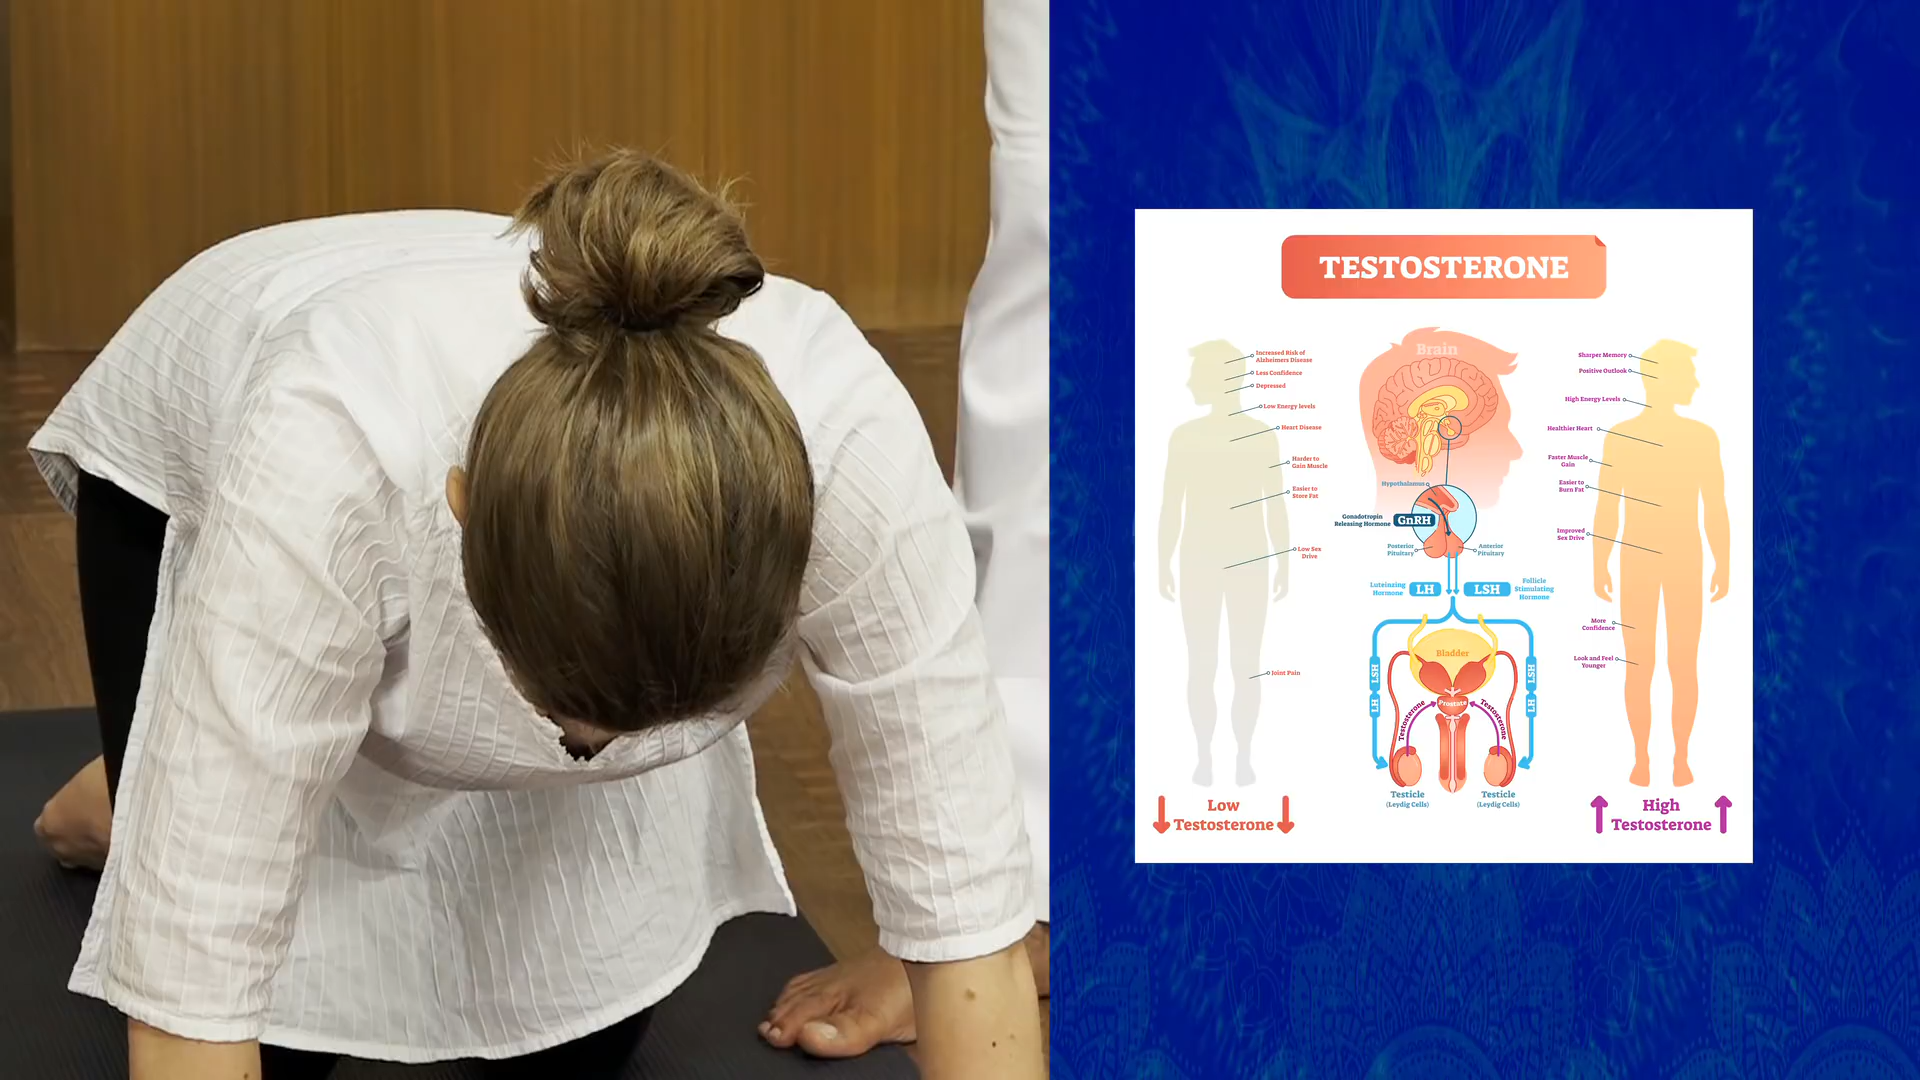 TESTOSTERONE
Increased Risk of
Alzheimers Disease
Less Confidence
Depressed
Low Energy levels
Heart Disease
Harder to
Gain Muscle
Easier to
Store Fat
Low Sex
Drive
Joint Pain
Low
Testosterone
Brain
Hypothalamus
Gonadotropin
Releasing Hormone
GnRH
Posterior
Pituitary
Anterior
Pituitary
Luteinzing
Hormone
LH
LSH
Follicle
Stimulating
Hormone
Bladder
LSH
LH
LSH
LH
Prostate
Testosterone
Testosterone
Testicle
(Leydig Cells)
Testicle
(Leydig Cells)
Sharper Memory
Positive Outlook
High Energy Levels
Healthier Heart
Faster Muscle
Gain
Easier to
Burn Fat
Improved
Sex Drive
More
Confidence
Look and Feel
Younger
High
Testosterone